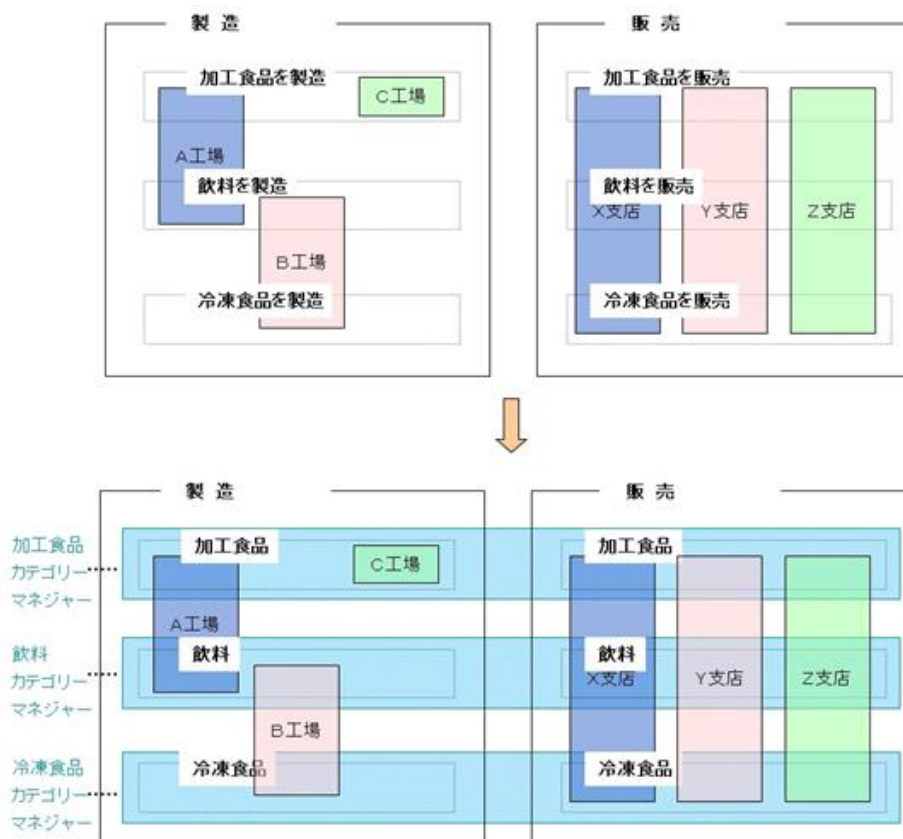 製 造
販 売
加工食品を製造
C工場
A工場
飲料を製造
B工場
冷凍食品を製造
加工食品を販売
飲料を販売
X支店
Y支店
Z支店
冷凍食品を販売
製 造
販 売
加工食品
カテゴリー
マネジャー
飲料
カテゴリー
マネジャー
冷凍食品
カテゴリー
マネジャー
加工食品
C工場
A工場
飲料
B工場
冷凍食品
加工食品
飲料
X支店
Y支店
Z支店
冷凍食品